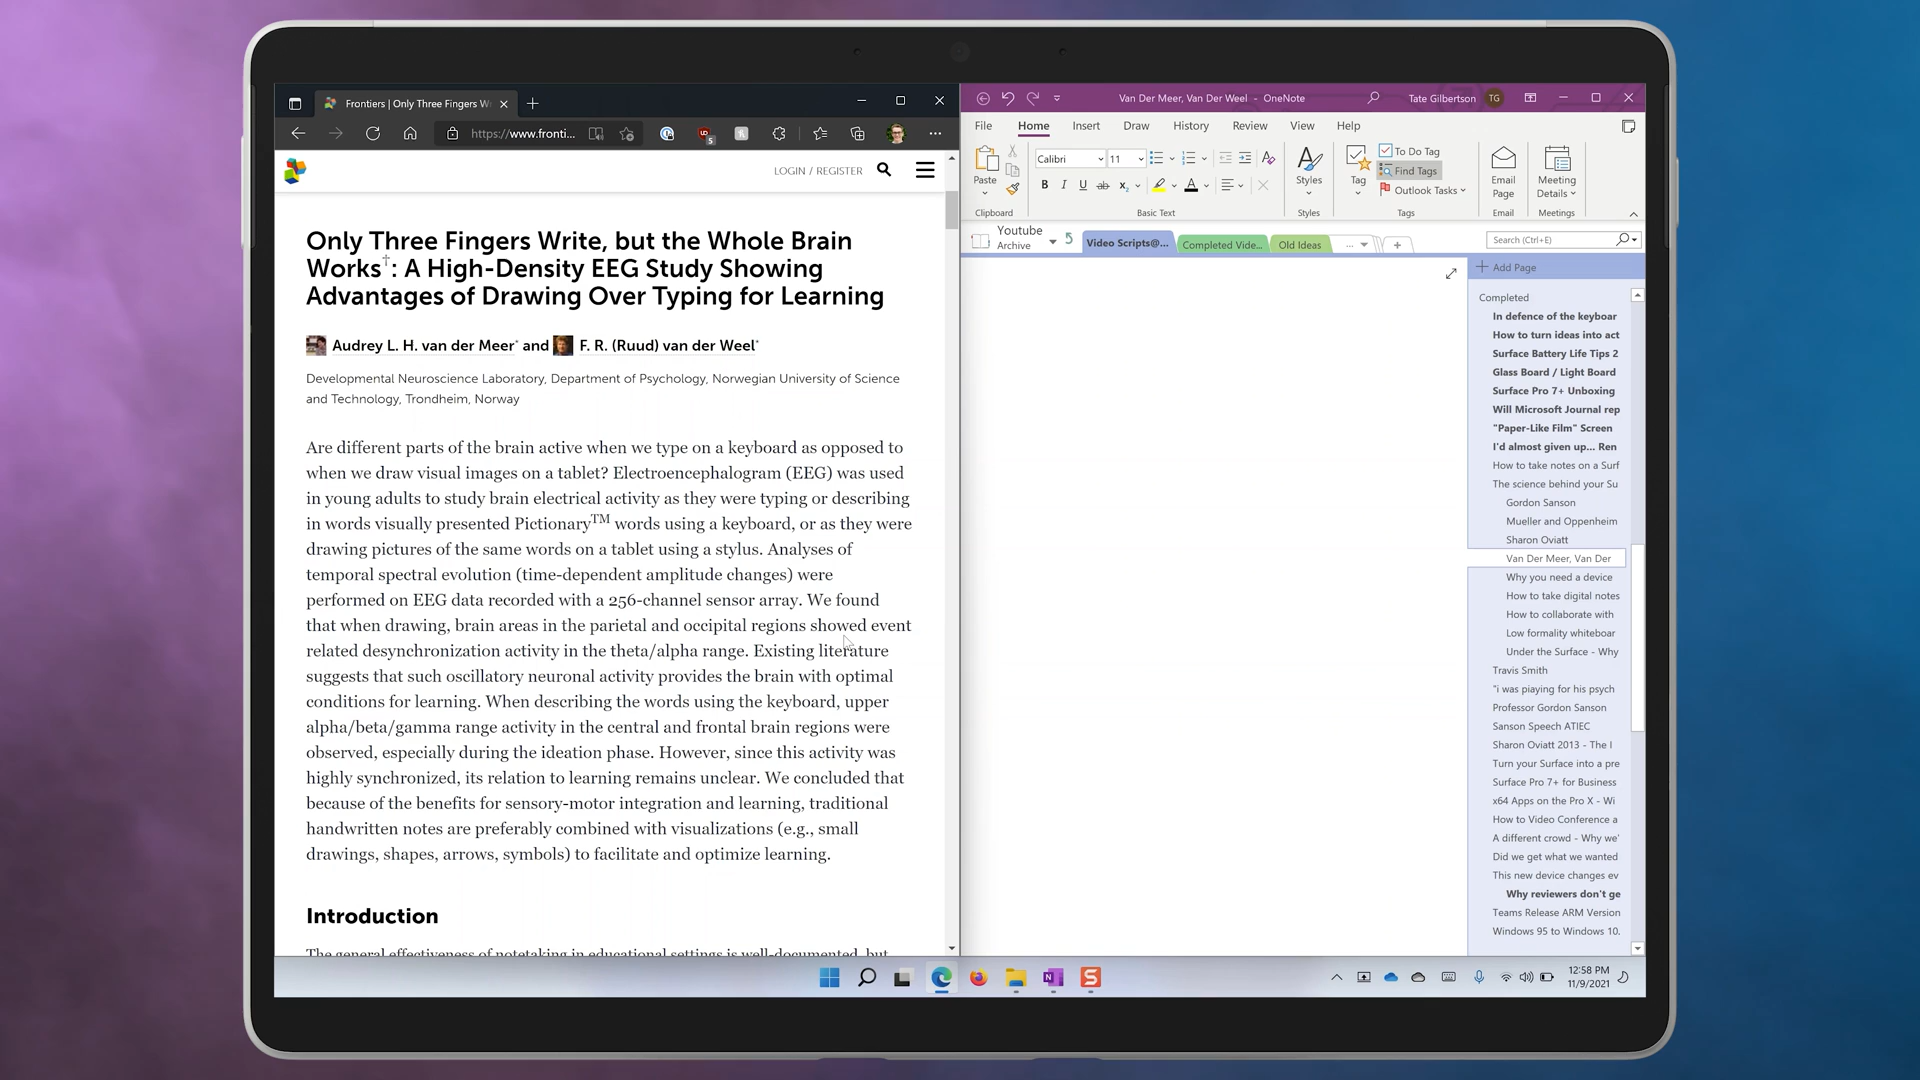 Frontiers | Only Three Fingers W
https://www.fronti...
5
LOGIN / REGISTER
Only Three Fingers Write, but the Whole Brain
Works†: A High-Density EEG Study Showing
Advantages of Drawing Over Typing for Learning
Audrey L. H. van der Meer* and F. R. (Ruud) van der Weel*
Developmental Neuroscience Laboratory, Department of Psychology, Norwegian University of Science
and Technology, Trondheim, Norway
Are different parts of the brain active when we type on a keyboard as opposed to
when we draw visual images on a tablet? Electroencephalogram (EEG) was used
in young adults to study brain electrical activity as they were typing or describing
in words visually presented Pictionary™ words using a keyboard, or as they were
drawing pictures of the same words on a tablet using a stylus. Analyses of
temporal spectral evolution (time-dependent amplitude changes) were
performed on EEG data recorded with a 256-channel sensor array. We found
that when drawing, brain areas in the parietal and occipital regions showed event
related desynchronization activity in the theta/alpha range. Existing literature
suggests that such oscillatory neuronal activity provides the brain with optimal
conditions for learning. When describing the words using the keyboard, upper
alpha/beta/gamma range activity in the central and frontal brain regions were
observed, especially during the ideation phase. However, since this activity was
highly synchronized, its relation to learning remains unclear. We concluded that
because of the benefits for sensory-motor integration and learning, traditional
handwritten notes are preferably combined with visualizations (e.g., small
drawings, shapes, arrows, symbols) to facilitate and optimize learning.
Introduction
The general effectiveness of notetaking in educational settings is well-documented, but
Van Der Meer, Van Der Weel - OneNote
Tate Gilbertson TG
File Home Insert Draw History Review View Help
Paste
Clipboard
Calibri 11
B I U ab x₂ A
Basic Text
Styles
Styles
Tag
To Do Tag
Find Tags
Outlook Tasks
Tags
Email
Page
Email
Meeting
Details
Meetings
Youtube
Archive
Video Scripts@... Completed Vide... Old Ideas ...
Search (Ctrl+E)
Add Page
Completed
In defence of the keyboar
How to turn ideas into act
Surface Battery Life Tips 2
Glass Board / Light Board
Surface Pro 7+ Unboxing
Will Microsoft Journal rep
"Paper-Like Film" Screen
I'd almost given up... Ren
How to take notes on a Surf
The science behind your Su
Gordon Sanson
Mueller and Oppenheim
Sharon Oviatt
Van Der Meer, Van Der
Why you need a device
How to take digital notes
How to collaborate with
Low formality whiteboar
Under the Surface - Why
Travis Smith
"i was piaying for his psych
Professor Gordon Sanson
Sanson Speech ATIEC
Sharon Oviatt 2013 - The I
Turn your Surface into a pre
Surface Pro 7+ for Business
x64 Apps on the Pro X - Wi
How to Video Conference a
A different crowd - Why we'
Did we get what we wanted
This new device changes ev
Why reviewers don't ge
Teams Release ARM Version
Windows 95 to Windows 10.
12:58 PM
11/9/2021